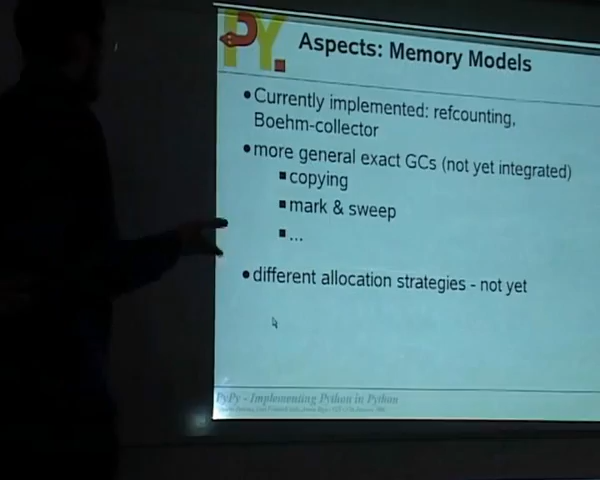 PY.
Aspects: Memory Models
•Currently implemented: refcounting,
Boehm-collector
•more general exact GCs (not yet integrated)
▪copying
▪mark & sweep
▪...
•different allocation strategies - not yet
PyPy - Implementing Python in Python